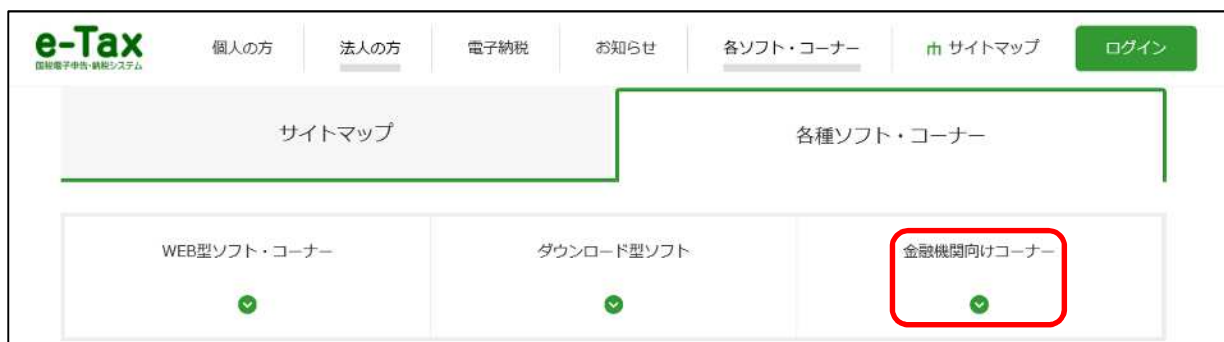 e-Tax
国税電子申告・納税システム
個人の方
法人の方
電子納税
お知らせ
各ソフト・コーナー
サイトマップ
ログイン
サイトマップ
各種ソフト・コーナー
WEB型ソフト・コーナー
ダウンロード型ソフト
金融機関向けコーナー